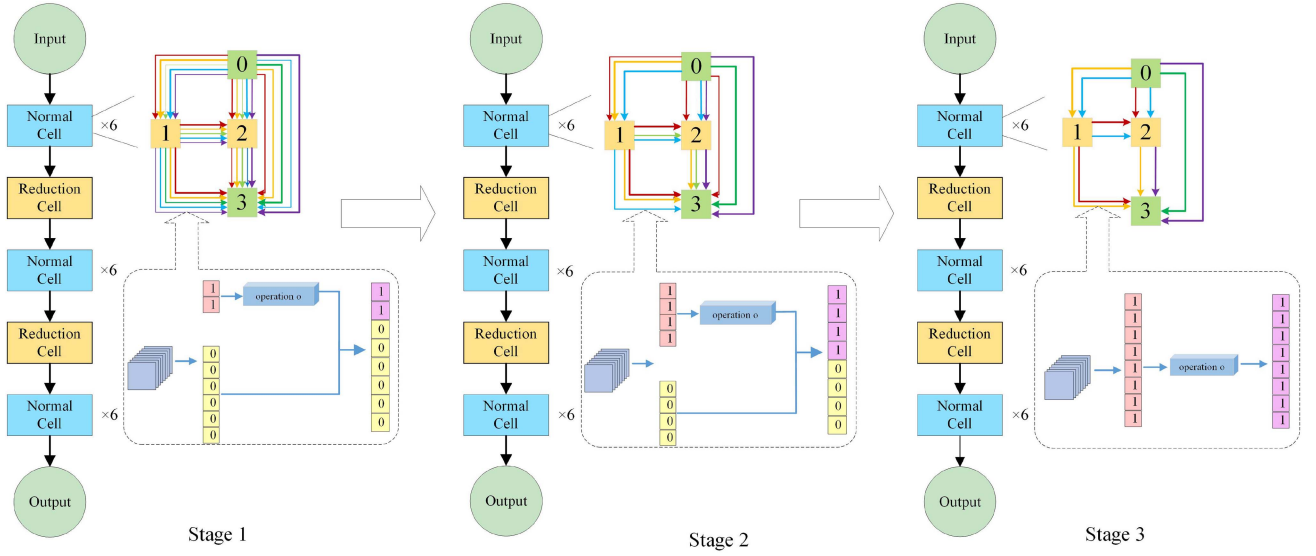 Input
Normal
Cell
×6
Reduction
Cell
Normal
Cell
×6
Reduction
Cell
Normal
Cell
×6
Output
0
1
2
3
1
1
operation o
0
0
0
0
0
0
1
1
0
0
0
0
0
0
Stage 1
Input
Normal
Cell
×6
Reduction
Cell
Normal
Cell
×6
Reduction
Cell
Normal
Cell
×6
Output
0
1
2
3
1
1
1
1
operation o
0
0
0
0
1
1
1
1
0
0
0
0
Stage 2
Input
Normal
Cell
×6
Reduction
Cell
Normal
Cell
×6
Reduction
Cell
Normal
Cell
×6
Output
0
1
2
3
1
1
1
1
1
1
1
1
operation o
1
1
1
1
1
1
1
1
Stage 3